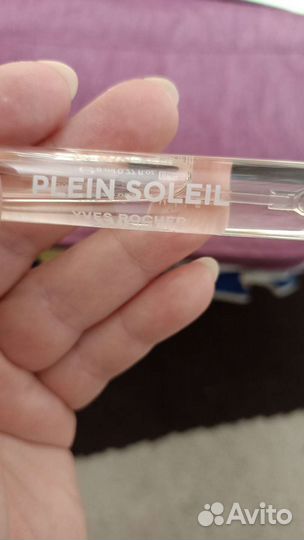 PLEIN SOLEIL
YVES ROCHER
Avito